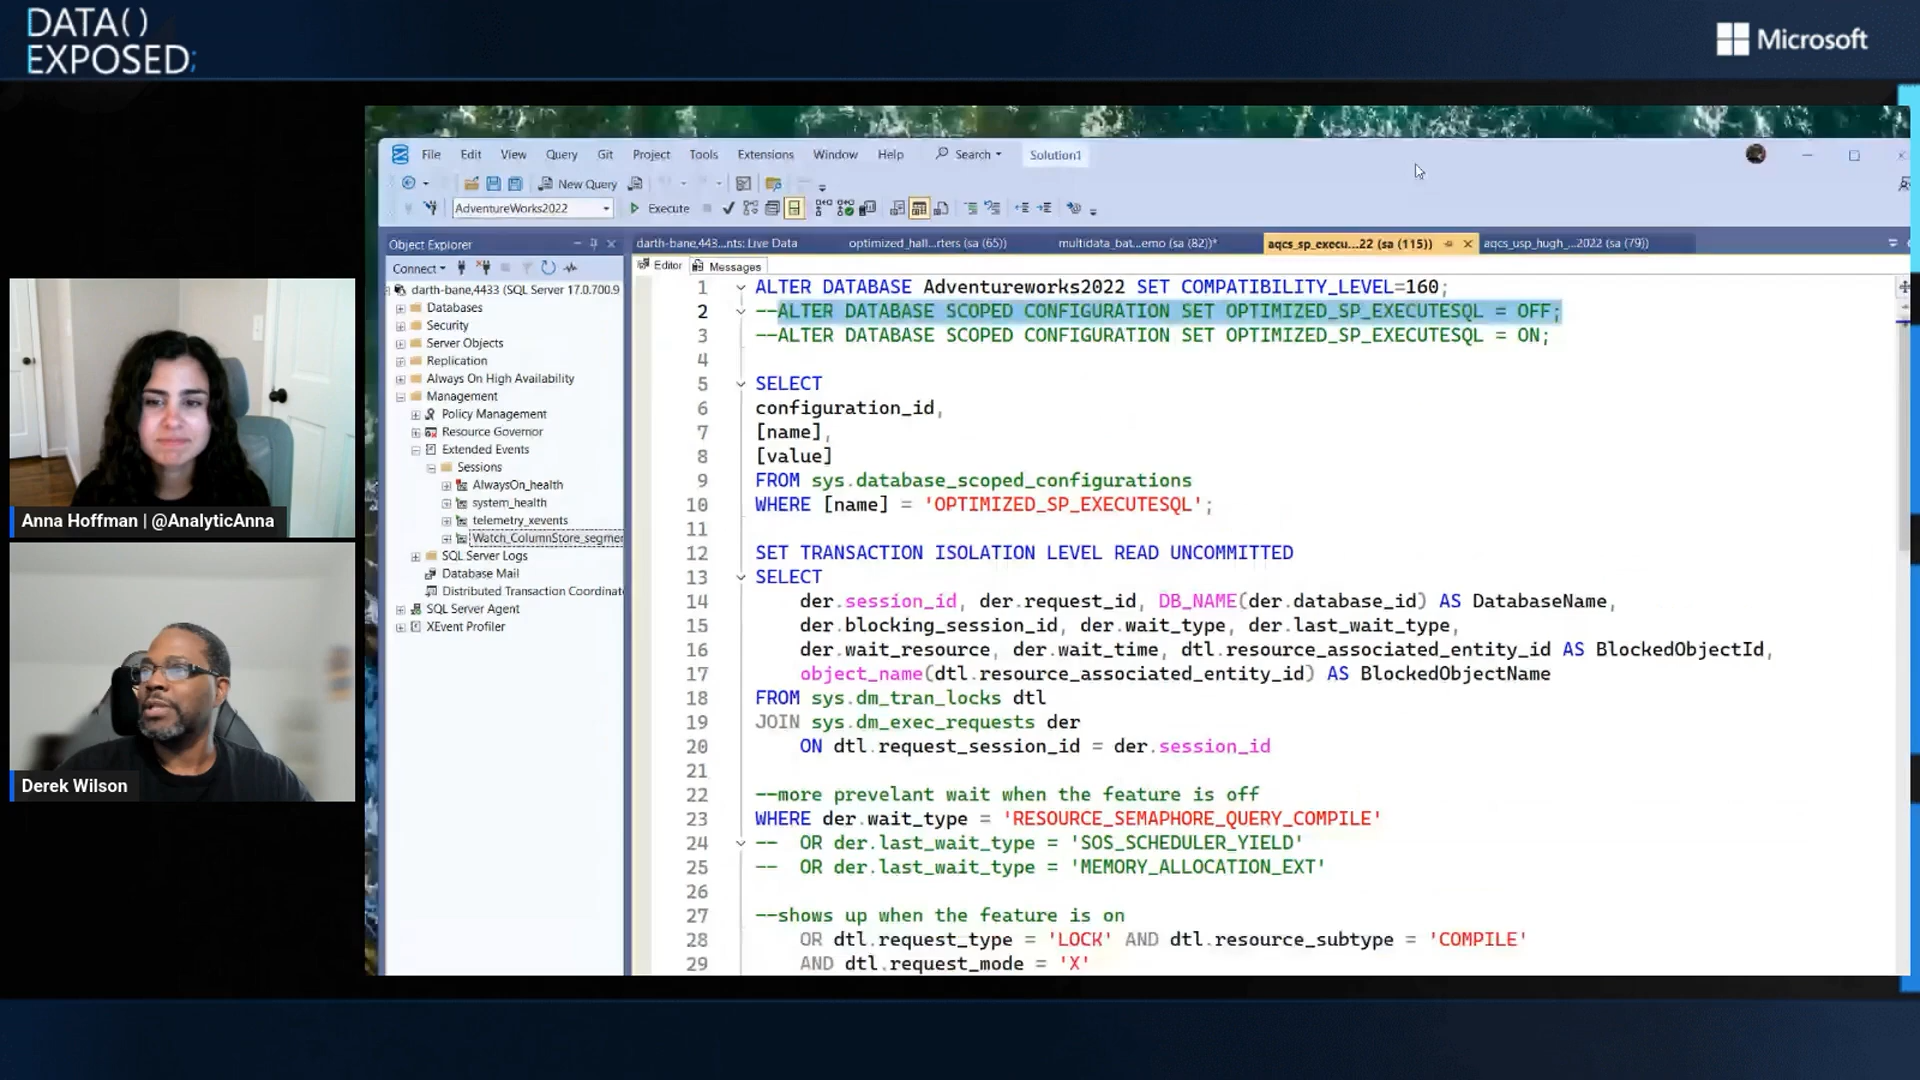 DATA()
EXPOSED;
Microsoft
File Edit View Query Git Project Tools Extensions Window Help Search Solution1
New Query
AdventureWorks2022 Execute
Object Explorer
darth-bane,443...nts: Live Data optimized_hall...rters (sa (65)) multidata_bat...emo (sa (82))* aqcs_sp_execu...22 (sa (115)) aqcs_usp_hugh_...2022 (sa (79))
Connect
Editor Messages
darth-bane,4433 (SQL Server 17.0.700.9
Databases
Security
Server Objects
Replication
Always On High Availability
Management
Policy Management
Resource Governor
Extended Events
Sessions
AlwaysOn_health
system_health
telemetry_xevents
Watch_ColumnStore_segmer
SQL Server Logs
Database Mail
Distributed Transaction Coordinat
SQL Server Agent
XEvent Profiler
1 ALTER DATABASE Adventureworks2022 SET COMPATIBILITY_LEVEL=160;
2 --ALTER DATABASE SCOPED CONFIGURATION SET OPTIMIZED_SP_EXECUTESQL = OFF;
3 --ALTER DATABASE SCOPED CONFIGURATION SET OPTIMIZED_SP_EXECUTESQL = ON;
4
5 SELECT
6 configuration_id,
7 [name],
8 [value]
9 FROM sys.database_scoped_configurations
10 WHERE [name] = 'OPTIMIZED_SP_EXECUTESQL';
11
12 SET TRANSACTION ISOLATION LEVEL READ UNCOMMITTED
13 SELECT
14 der.session_id, der.request_id, DB_NAME(der.database_id) AS DatabaseName,
15 der.blocking_session_id, der.wait_type, der.last_wait_type,
16 der.wait_resource, der.wait_time, dtl.resource_associated_entity_id AS BlockedObjectId,
17 object_name(dtl.resource_associated_entity_id) AS BlockedObjectName
18 FROM sys.dm_tran_locks dtl
19 JOIN sys.dm_exec_requests der
20 ON dtl.request_session_id = der.session_id
21
22 --more prevelant wait when the feature is off
23 WHERE der.wait_type = 'RESOURCE_SEMAPHORE_QUERY_COMPILE'
24 -- OR der.last_wait_type = 'SOS_SCHEDULER_YIELD'
25 -- OR der.last_wait_type = 'MEMORY_ALLOCATION_EXT'
26
27 --shows up when the feature is on
28 OR dtl.request_type = 'LOCK' AND dtl.resource_subtype = 'COMPILE'
29 AND dtl.request_mode = 'X'
Anna Hoffman | @AnalyticAnna
Derek Wilson